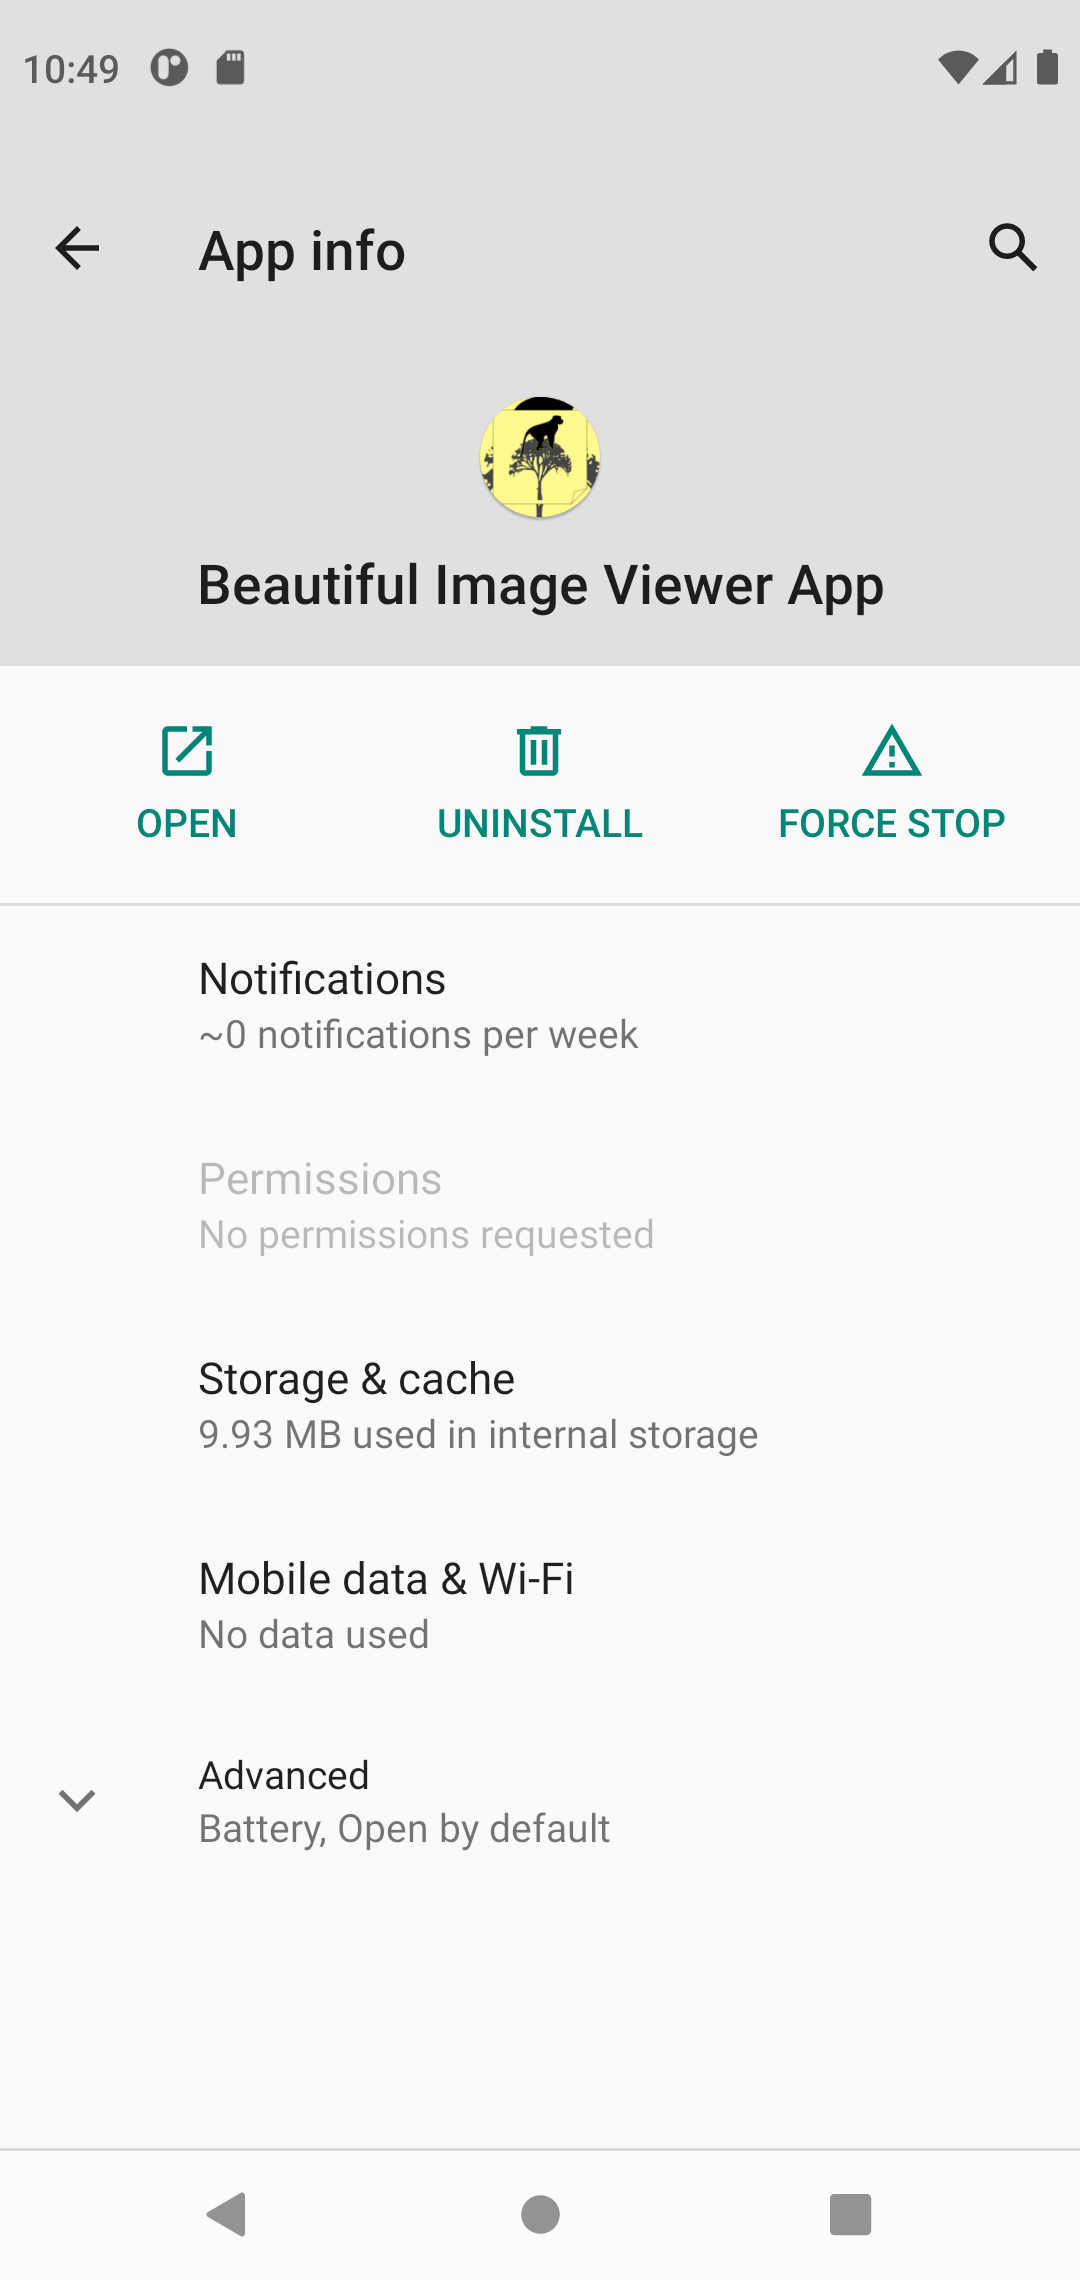 10:49
App info
Beautiful Image Viewer App
OPEN
UNINSTALL
FORCE STOP
Notifications
~0 notifications per week
Permissions
No permissions requested
Storage & cache
9.93 MB used in internal storage
Mobile data & Wi-Fi
No data used
Advanced
Battery, Open by default